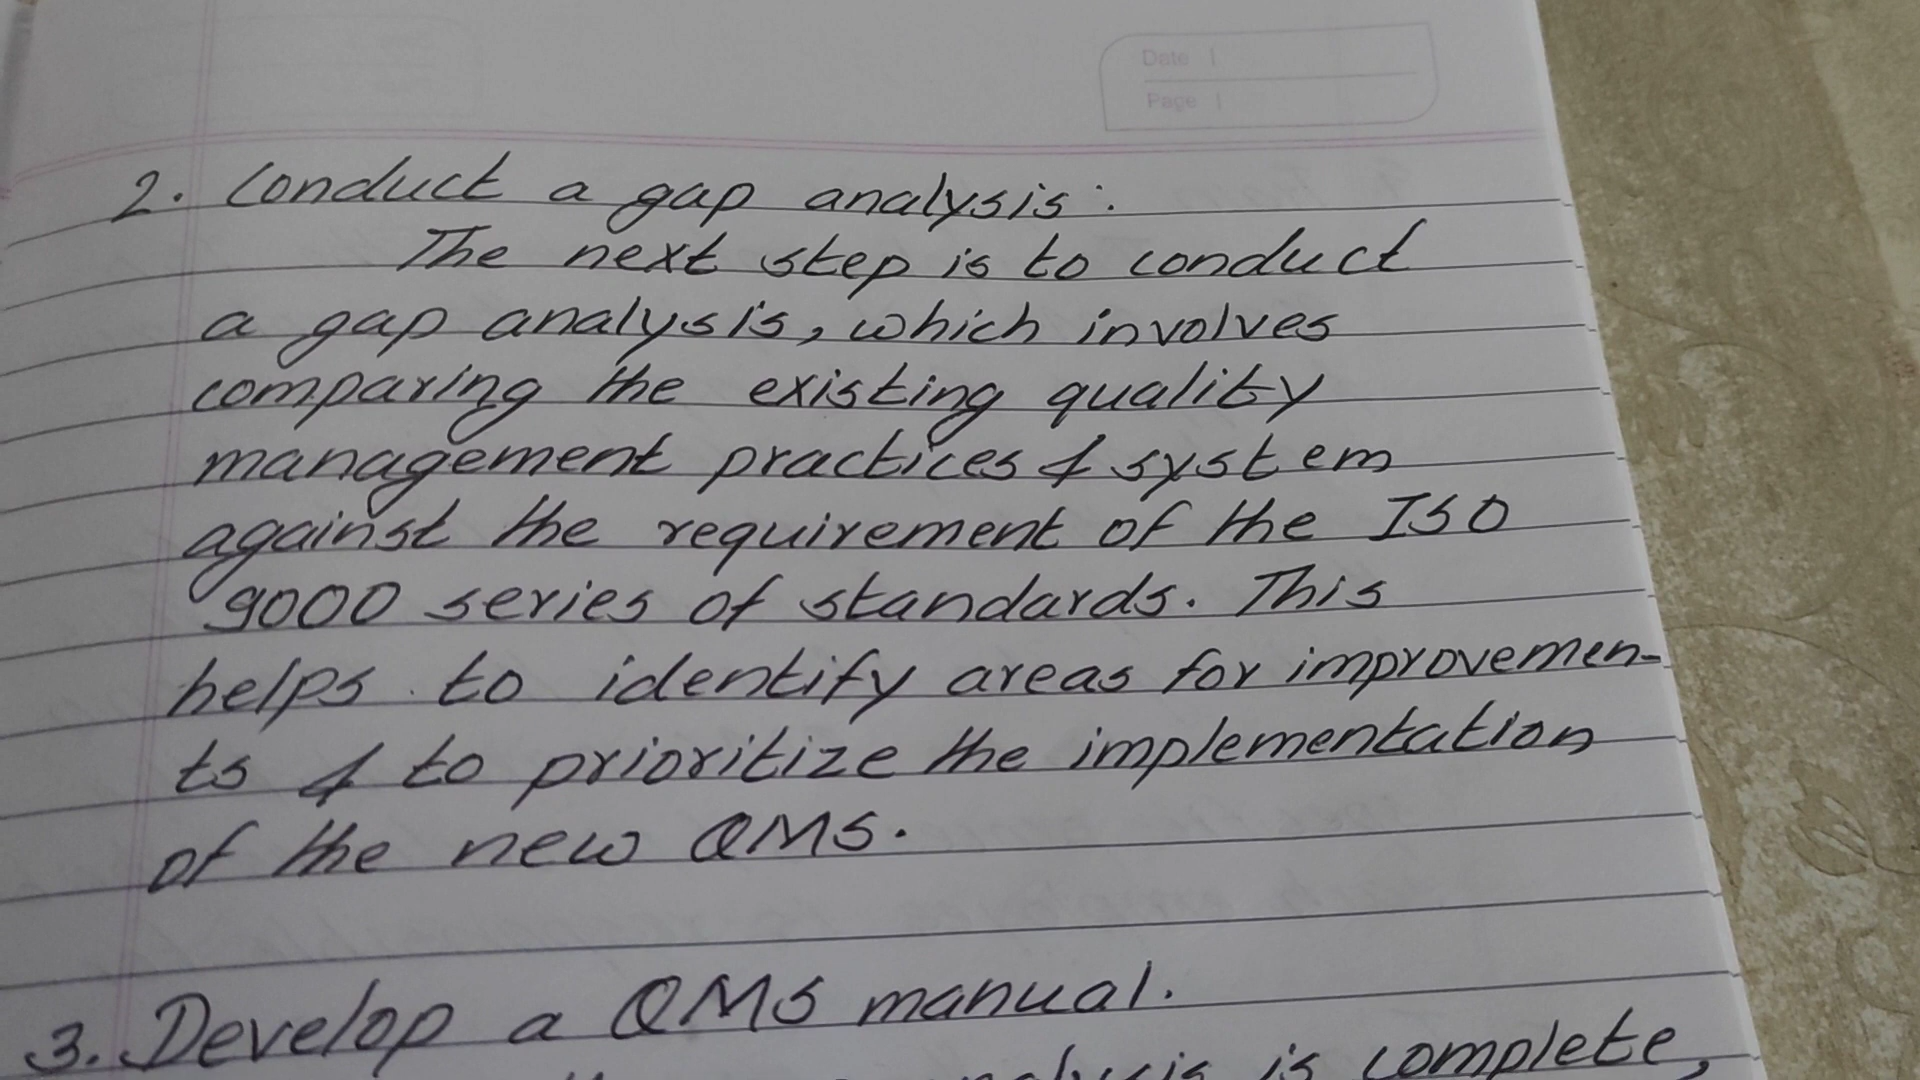 Date
Page
2. Conduct a gap analysis:
The next step is to conduct
a gap analysis, which involves
comparing the existing quality
management practices & system
against the requirement of the ISO
9000 series of standards. This
helps to identify areas for improvemen-
ts & to prioritize the implementation
of the new QMS.
3. Develop a QMS manual.
is complete,